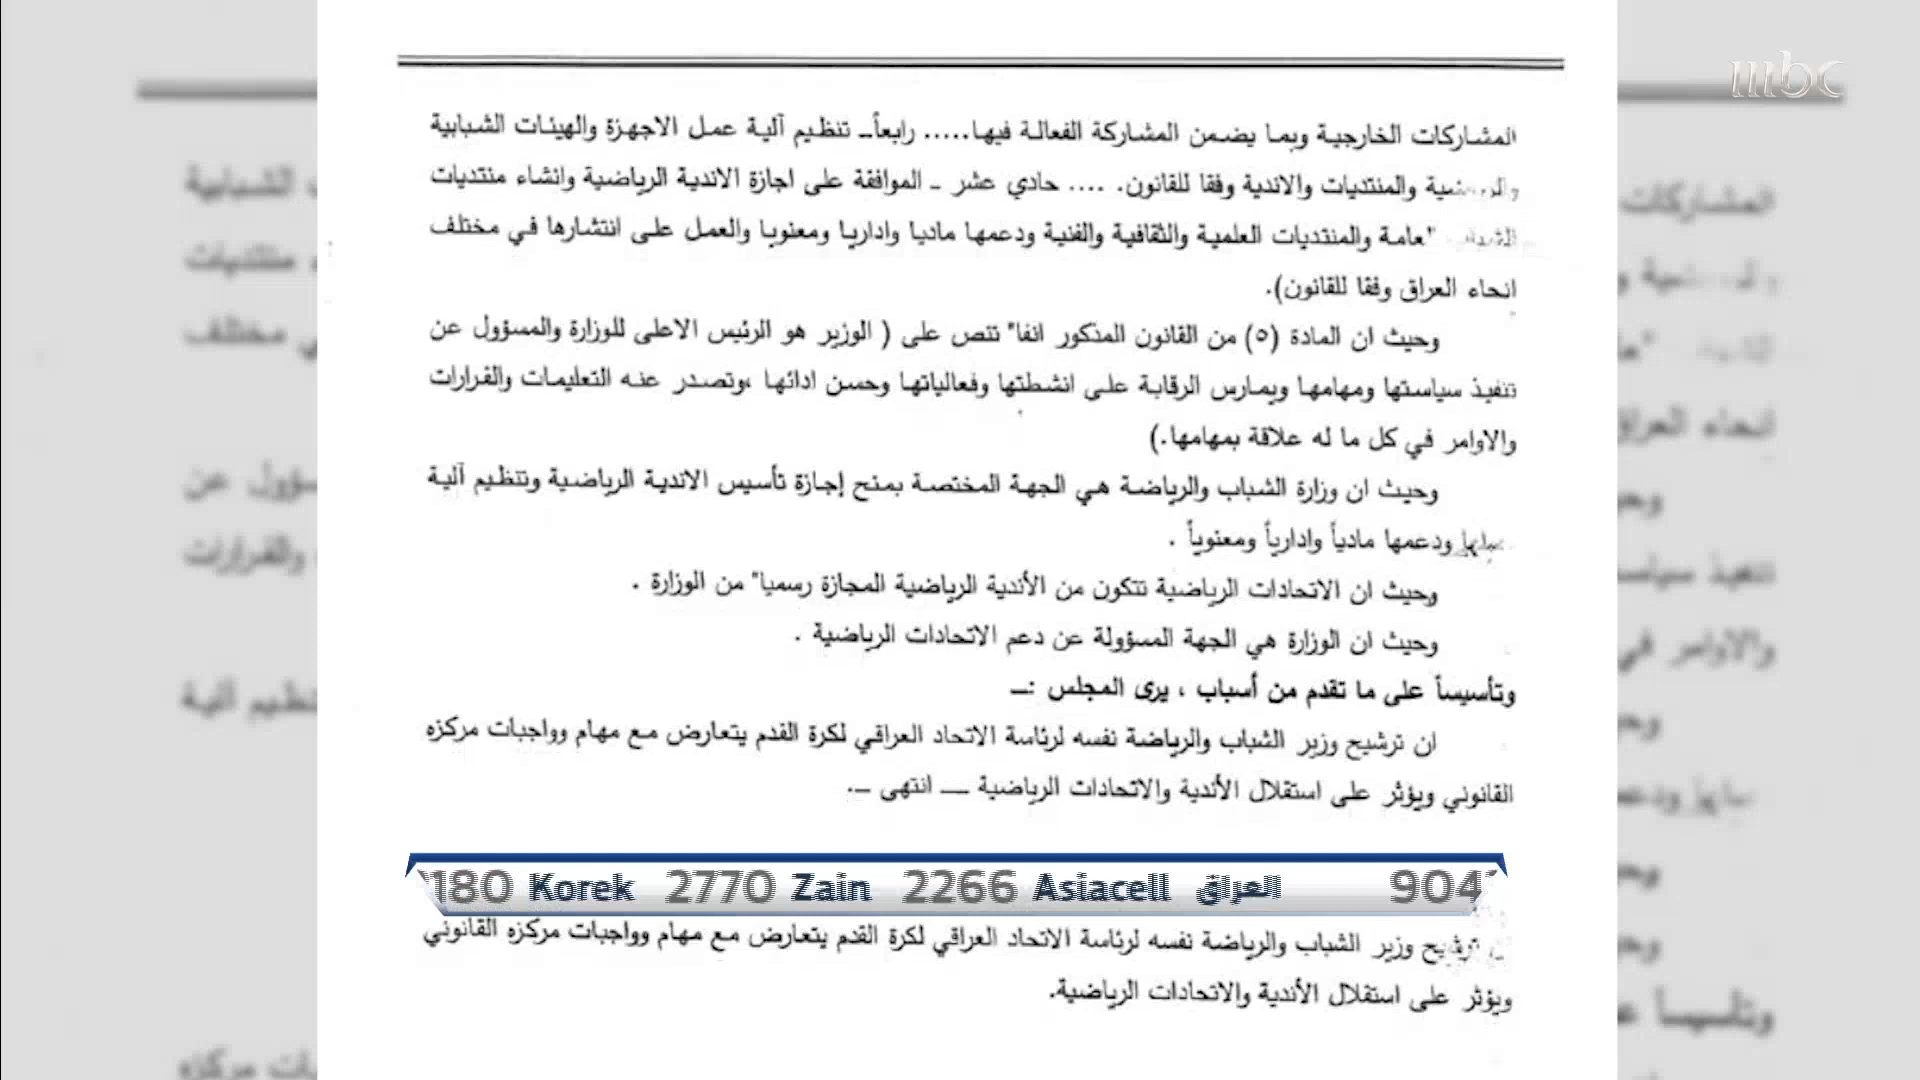 mbc
المشاركات الخارجية وبما يضمن المشاركة الفعالة فيها..... رابعاً– تنظيم آلية عمل الاجهزة والهيئات الشبابية
والمنتديات والاندية وفقا للقانون. .... حادي عشر – الموافقة على اجازة الاندية الرياضية وانشاء منتديات
والمنتديات العلمية والثقافية والفنية ودعمها ماديا واداريا ومعنويا والعمل على انتشارها في مختلف
انحاء العراق وفقا للقانون).
وحيث ان المادة (٥) من القانون المذكور انفا" تنص على ( الوزير هو الرئيس الاعلى للوزارة والمسؤول عن
تنفيذ سياستها ومهامها ويمارس الرقابة على انشطتها وفعالياتها وحسن ادائها ،وتصدر عنه التعليمات والقرارات
والاوامر في كل ما له علاقة بمهامها.)
وحيث ان وزارة الشباب والرياضة هي الجهة المختصة بمنح إجازة تأسيس الاندية الرياضية وتنظيم آلية
ودعمها مادياً وادارياً ومعنوياً .
وحيث ان الاتحادات الرياضية تتكون من الأندية الرياضية المجازة رسميا" من الوزارة .
وحيث ان الوزارة هي الجهة المسؤولة عن دعم الاتحادات الرياضية .
وتأسيساً على ما تقدم من أسباب ، يرى المجلس :–
ان ترشيح وزير الشباب والرياضة نفسه لرئاسة الاتحاد العراقي لكرة القدم يتعارض مع مهام وواجبات مركزه
القانوني ويؤثر على استقلال الأندية والاتحادات الرياضية — انتهى –.
180 Korek 2770 Zain 2266 Asiacell العراق 904
ترشيح وزير الشباب والرياضة نفسه لرئاسة الاتحاد العراقي لكرة القدم يتعارض مع مهام وواجبات مركزه القانوني
ويؤثر على استقلال الأندية والاتحادات الرياضية.